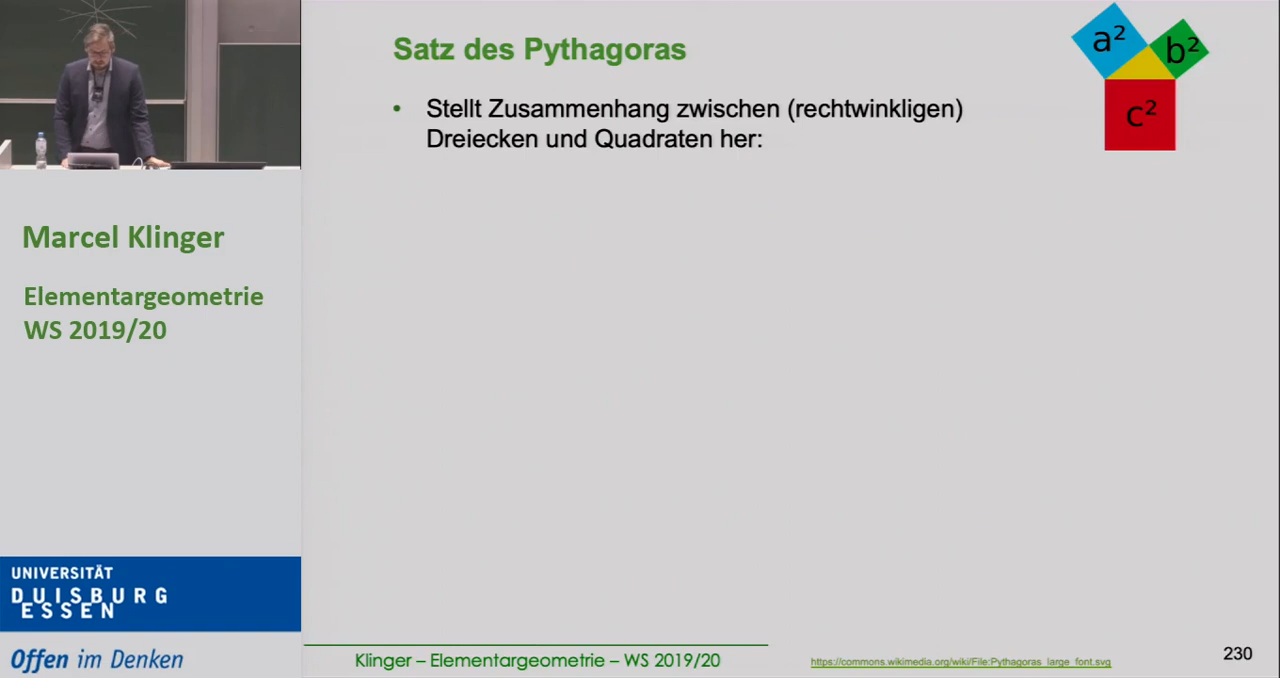 Satz des Pythagoras
• Stellt Zusammenhang zwischen (rechtwinkligen)
Dreiecken und Quadraten her:
a²
b²
c²
Marcel Klinger
Elementargeometrie
WS 2019/20
UNIVERSITÄT
DUISBURG
ESSEN
Offen im Denken
Klinger – Elementargeometrie – WS 2019/20
https://commons.wikimedia.org/wiki/File:Pythagoras_large_font.svg
230